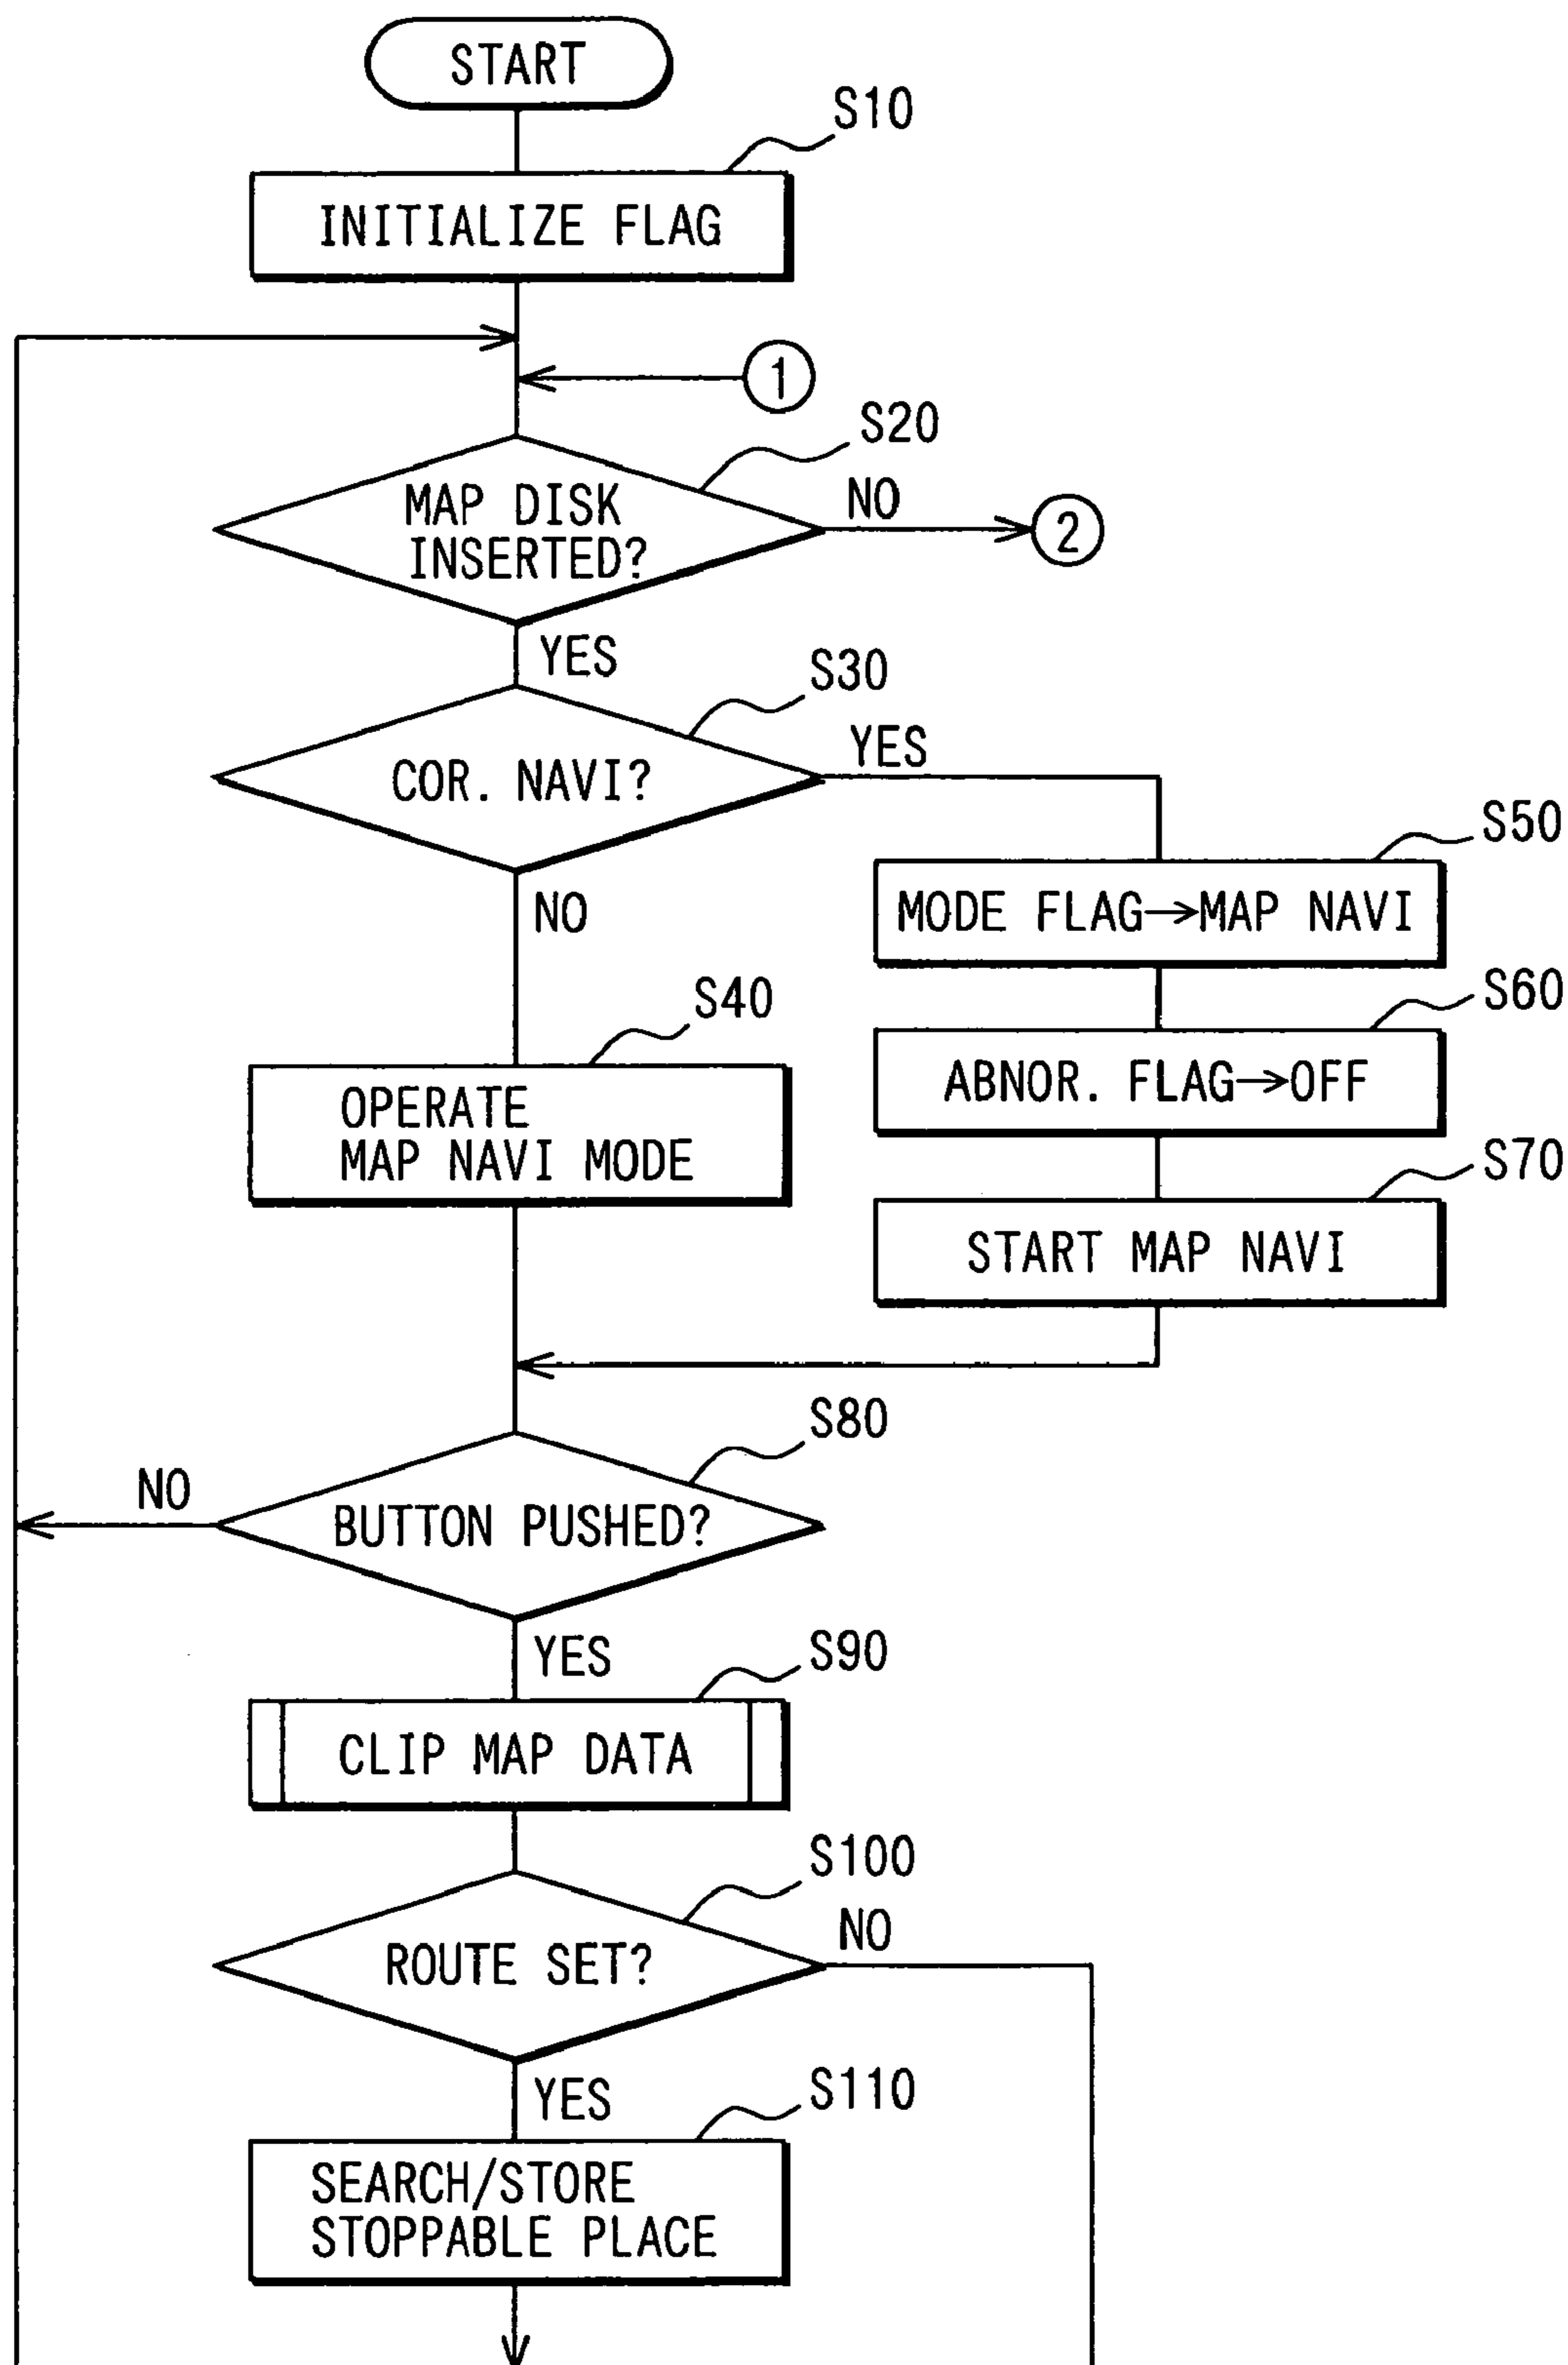 START
S10
INITIALIZE FLAG
1
S20
MAP DISK
INSERTED?
NO
2
YES
S30
COR. NAVI?
YES
NO
S50
MODE FLAG→MAP NAVI
S40
S60
OPERATE
MAP NAVI MODE
ABNOR. FLAG→OFF
S70
START MAP NAVI
S80
NO
BUTTON PUSHED?
YES
S90
CLIP MAP DATA
S100
NO
ROUTE SET?
YES
S110
SEARCH/STORE
STOPPABLE PLACE